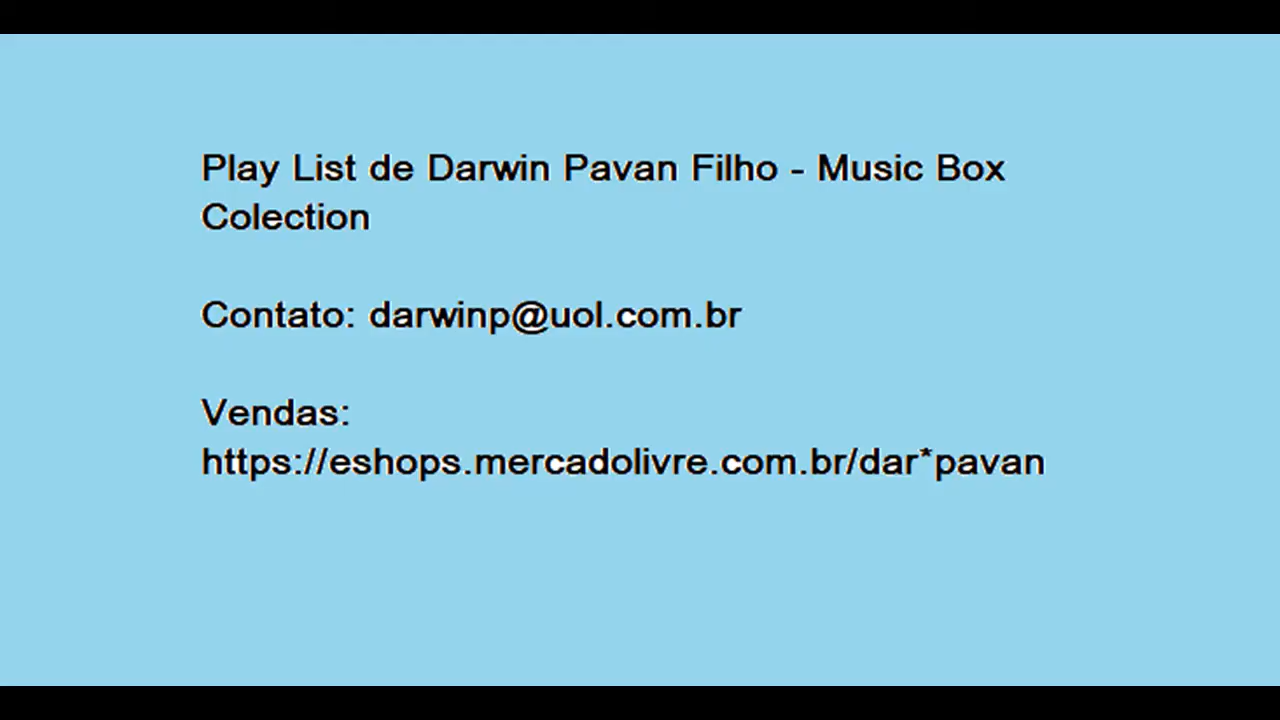 Play List de Darwin Pavan Filho - Music Box
Colection
Contato: darwinp@uol.com.br
Vendas:
https://eshops.mercadolivre.com.br/dar*pavan